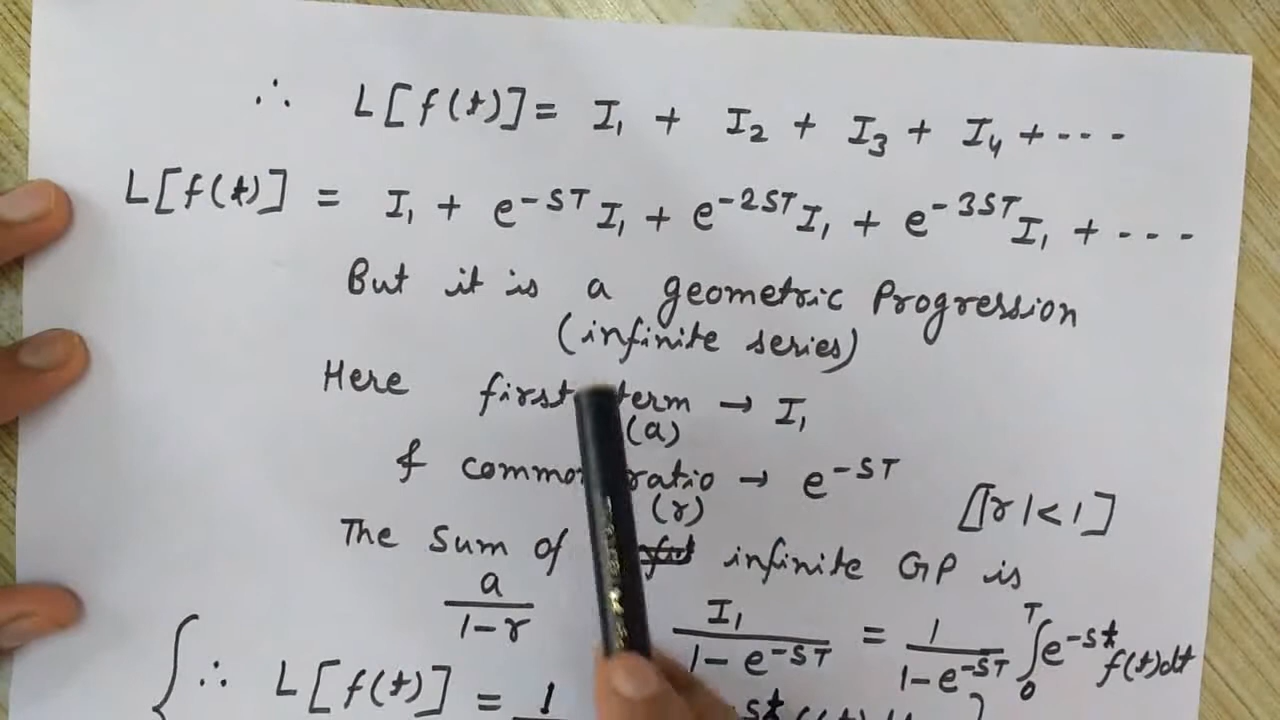 ∴ L[f(t)] = I₁ + I₂ + I₃ + I₄ + ---
L[f(t)] = I₁ + e^{-ST} I₁ + e^{-2ST} I₁ + e^{-3ST} I₁ + ---
But it is a geometric Progression
(infinite series)
Here first term → I₁
(a)
& common ratio → e^{-ST}
(r) [|r|<1]
The Sum of infinite GP is
a/(1-r) I₁/(1-e^{-ST}) = 1/(1-e^{-ST}) ∫₀^T e^{-st} f(t)dt
∴ L[f(t)] = 1